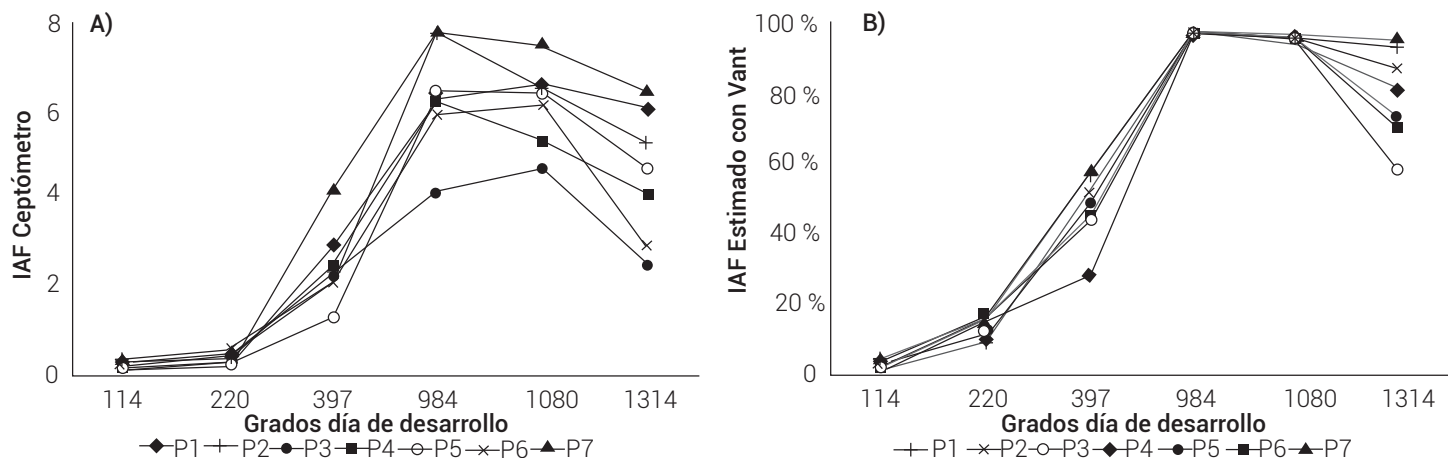 A)
IAF Ceptómetro
8
6
4
2
0
114 220 397 984 1080 1314
Grados día de desarrollo
P1 P2 P3 P4 P5 P6 P7
B)
IAF Estimado con Vant
100 %
80 %
60 %
40 %
20 %
0
114 220 397 984 1080 1314
Grados día de desarrollo
P1 P2 P3 P4 P5 P6 P7